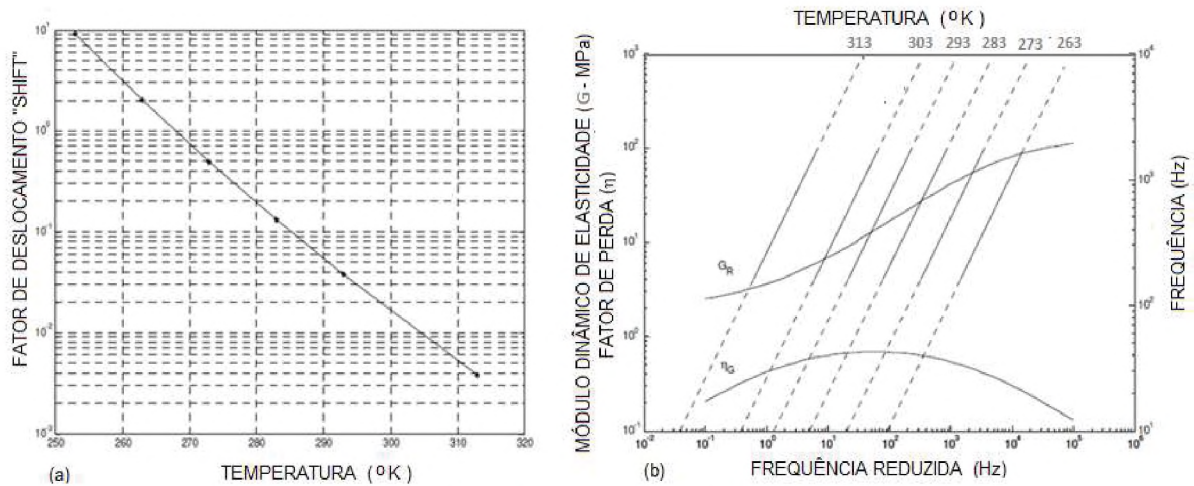 FATOR DE DESLOCAMENTO "SHIFT"
10¹
10⁰
10⁻¹
10⁻²
10⁻³
250 260 270 280 290 300 310 320
(a) TEMPERATURA (ºK)
TEMPERATURA (ºK)
313 303 293 283 273 263
MÓDULO DINÂMICO DE ELASTICIDADE (G - MPa)
FATOR DE PERDA (η)
10³
10²
10¹
10⁰
10⁻¹
G_R
η_G
10⁻² 10⁻¹ 10⁰ 10¹ 10² 10³ 10⁴ 10⁵ 10⁶
10⁴
10³
10²
10¹
FREQUÊNCIA (Hz)
(b) FREQUÊNCIA REDUZIDA (Hz)